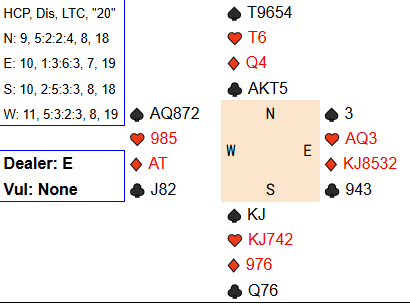 HCP, Dis, LTC, "20"
N: 9, 5:2:2:4, 8, 18
E: 10, 1:3:6:3, 7, 19
S: 10, 2:5:3:3, 8, 18
W: 11, 5:3:2:3, 8, 19
Dealer: E
Vul: None
♠ T9654
♥ T6
♦ Q4
♣ AKT5
♠ AQ872
♥ 985
♦ AT
♣ J82
N
W E
S
♠ 3
♥ AQ3
♦ KJ8532
♣ 943
♠ KJ
♥ KJ742
♦ 976
♣ Q76